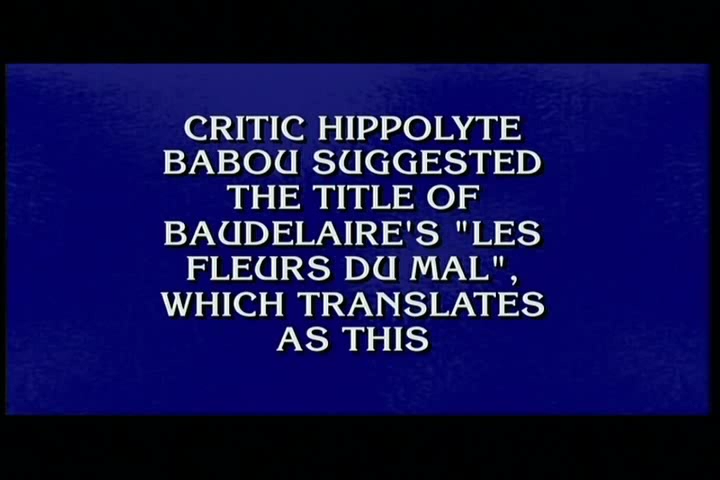 CRITIC HIPPOLYTE
BABOU SUGGESTED
THE TITLE OF
BAUDELAIRE'S "LES
FLEURS DU MAL",
WHICH TRANSLATES
AS THIS